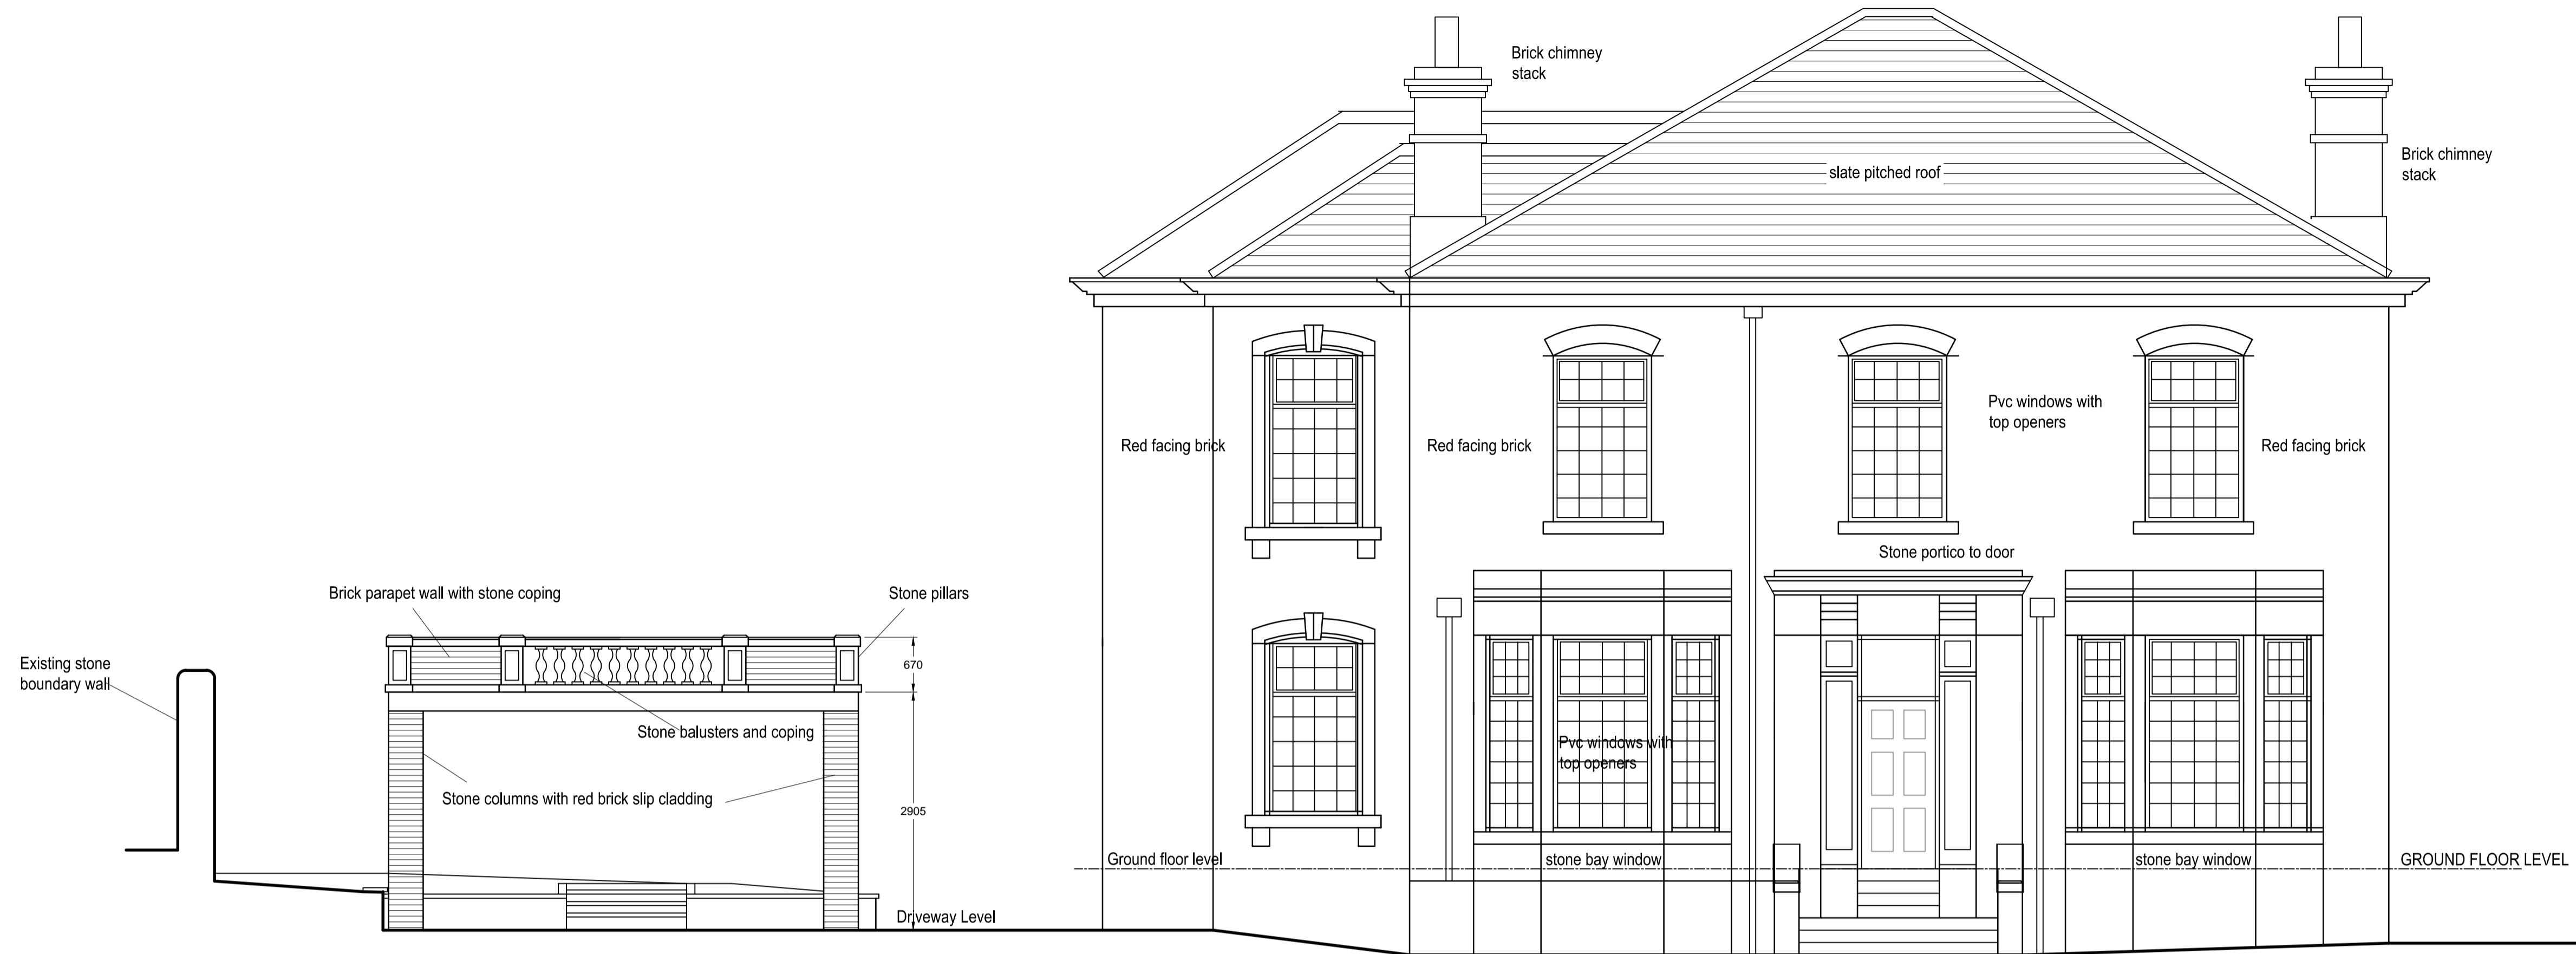 Brick chimney
stack
Brick chimney
stack
slate pitched roof
Pvc windows with
top openers
Red facing brick
Red facing brick
Red facing brick
Stone portico to door
Brick parapet wall with stone coping
Stone pillars
Existing stone
boundary wall
670
Stone balusters and coping
Pvc windows with
top openers
Stone columns with red brick slip cladding
2905
Ground floor level
stone bay window
stone bay window
GROUND FLOOR LEVEL
Driveway Level